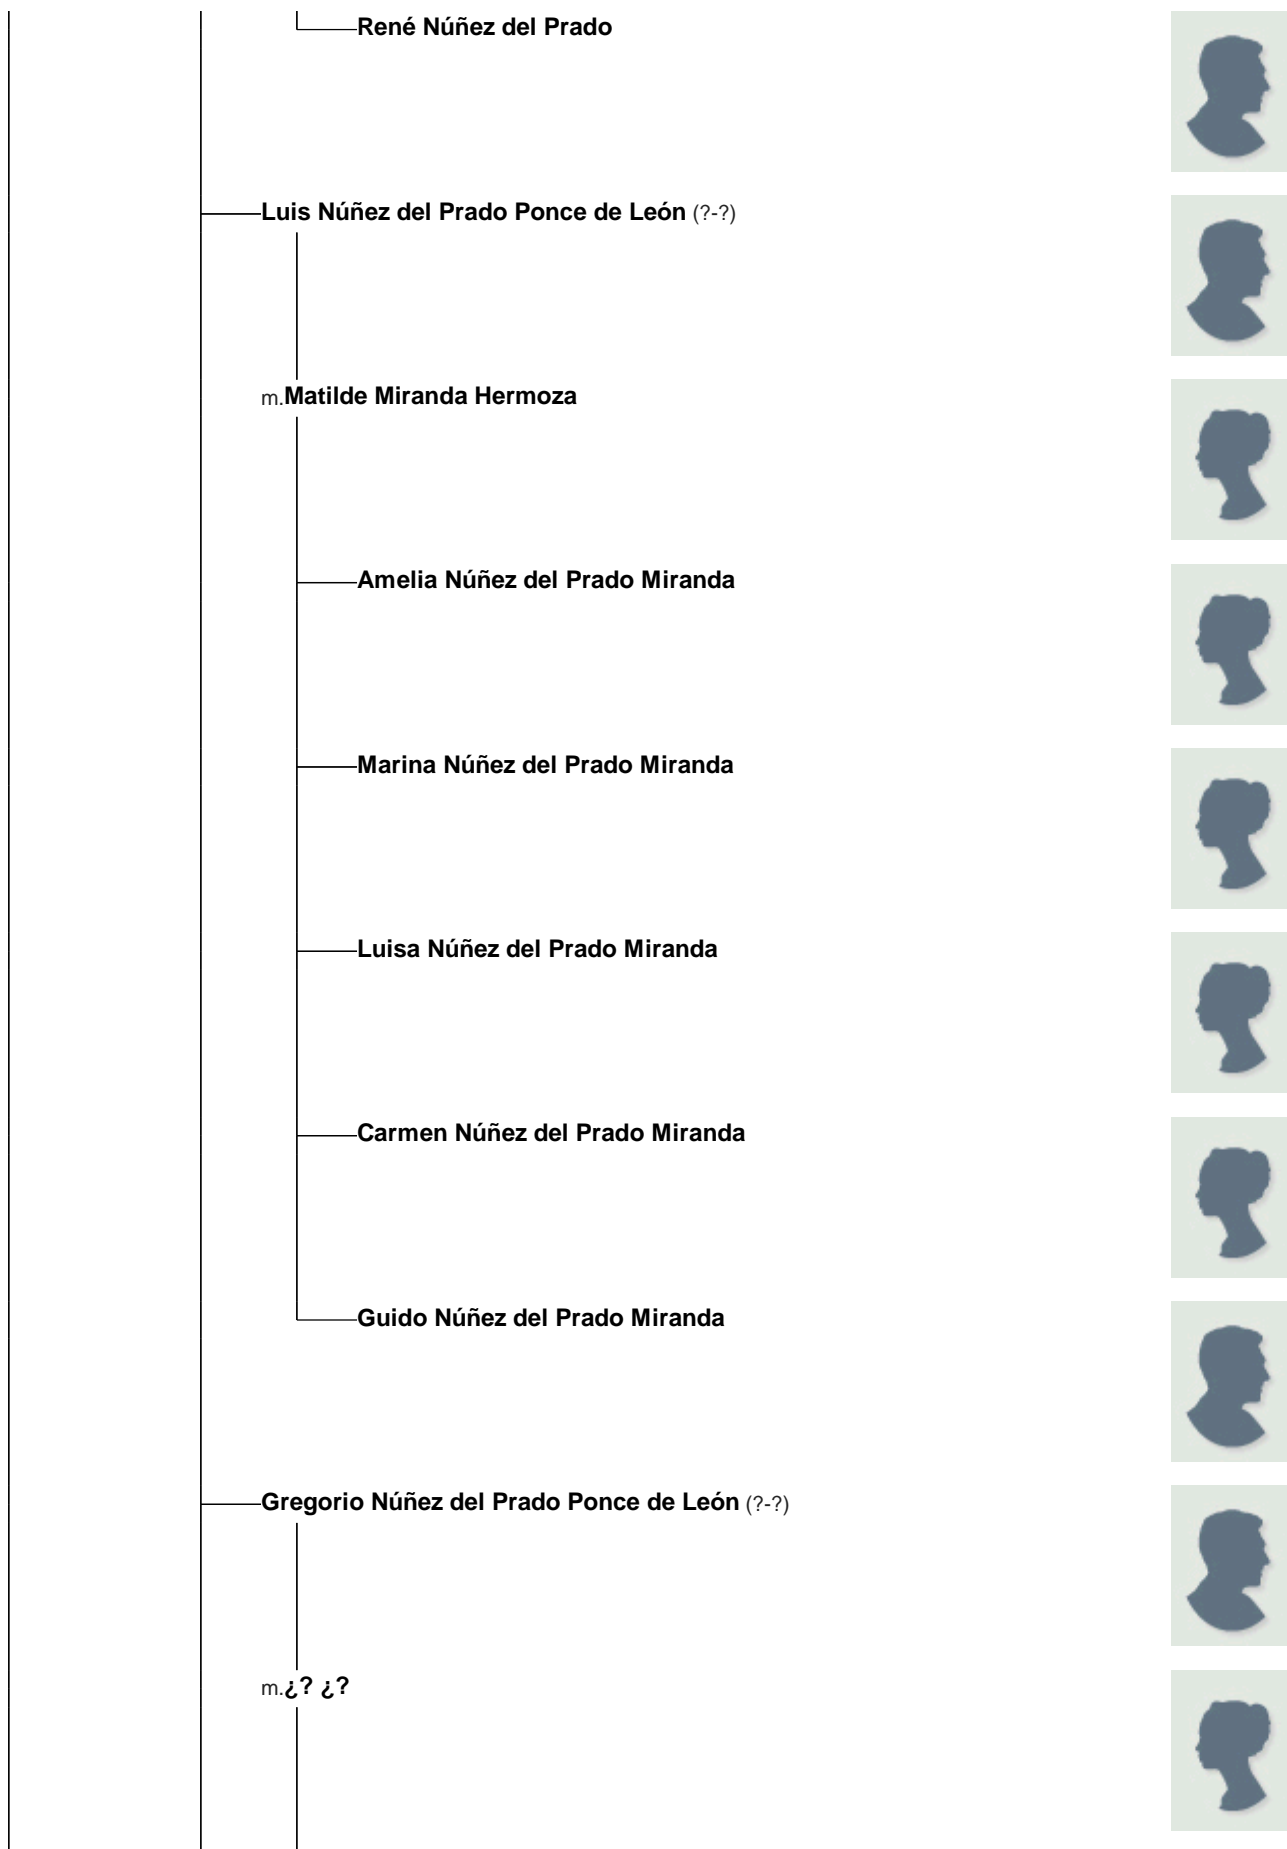 René Núñez del Prado
Luis Núñez del Prado Ponce de León (?-?)
m.Matilde Miranda Hermoza
Amelia Núñez del Prado Miranda
Marina Núñez del Prado Miranda
Luisa Núñez del Prado Miranda
Carmen Núñez del Prado Miranda
Guido Núñez del Prado Miranda
Gregorio Núñez del Prado Ponce de León (?-?)
m.¿? ¿?